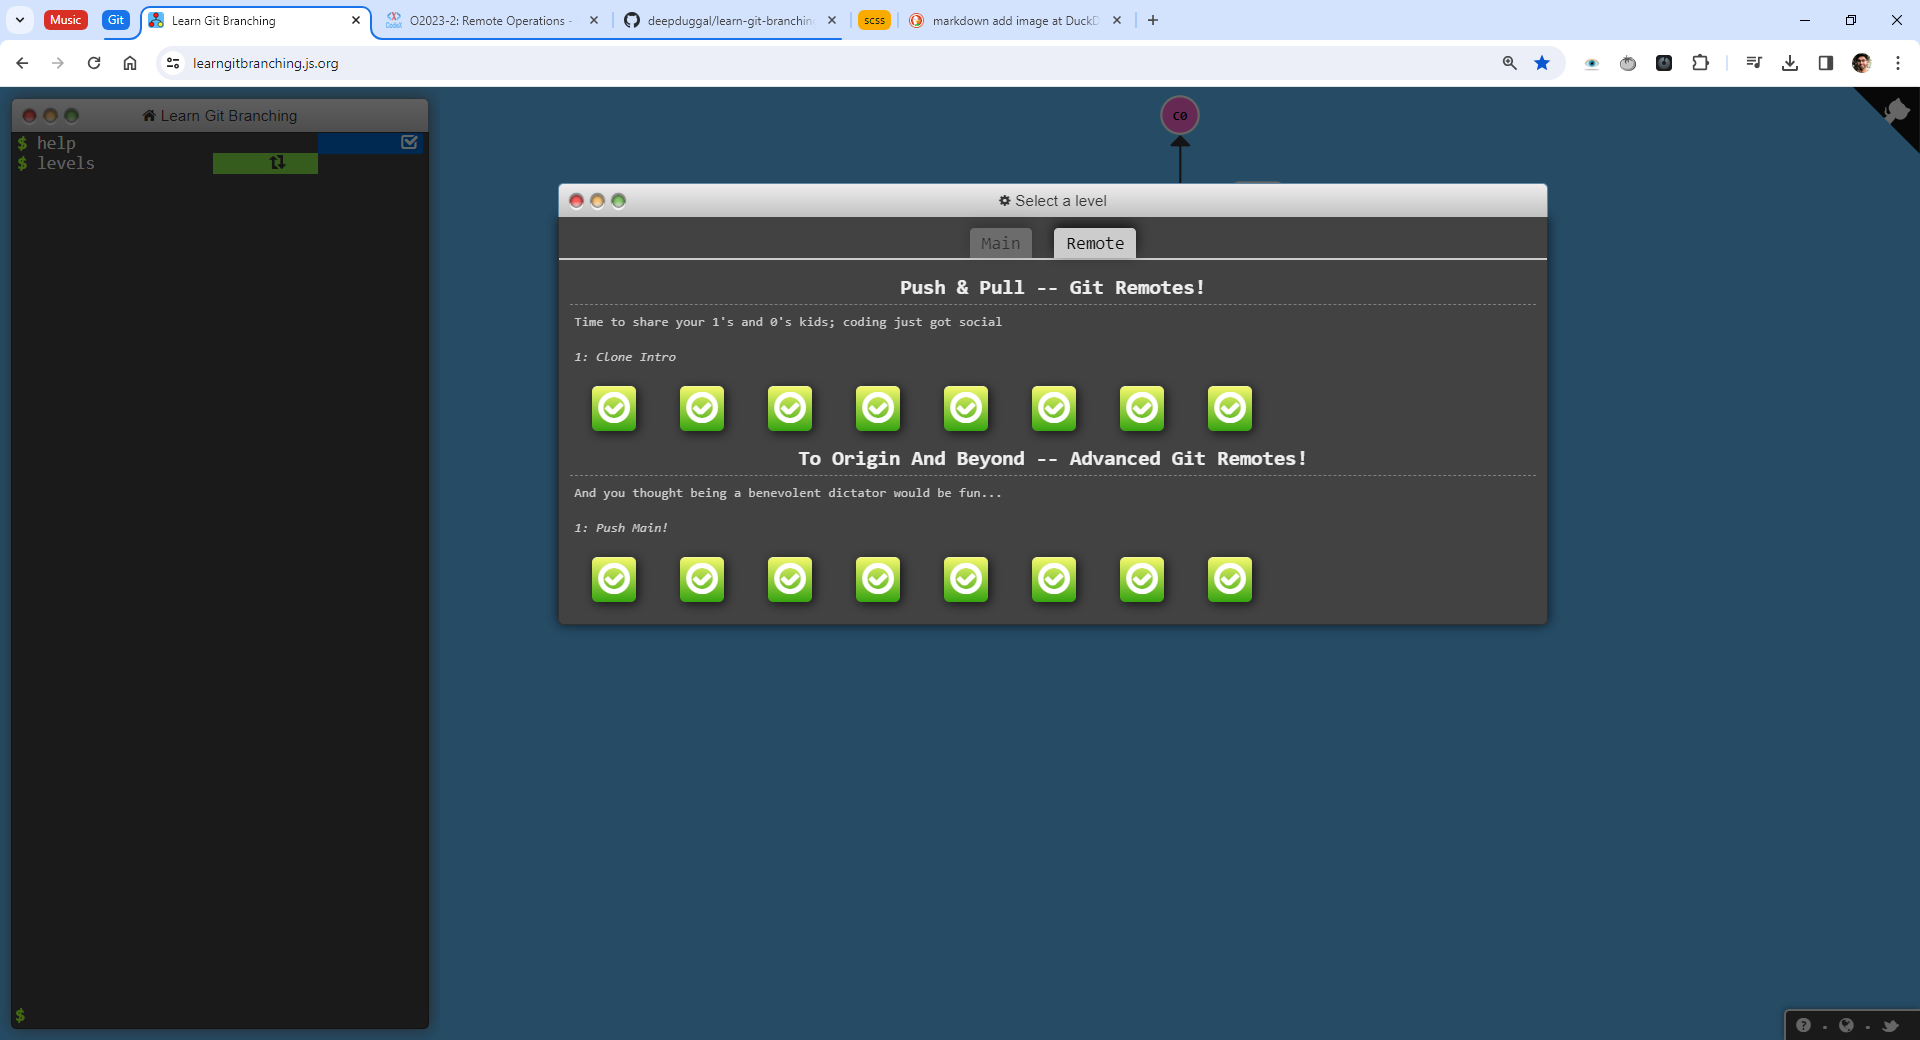 Music
Git
Learn Git Branching
O2023-2: Remote Operations -
deepduggal/learn-git-branching
scss
markdown add image at DuckD
learngitbranching.js.org
Learn Git Branching
$ help
$ levels
$
C0
Select a level
Main
Remote
Push & Pull -- Git Remotes!
Time to share your 1's and 0's kids; coding just got social
1: Clone Intro
To Origin And Beyond -- Advanced Git Remotes!
And you thought being a benevolent dictator would be fun...
1: Push Main!